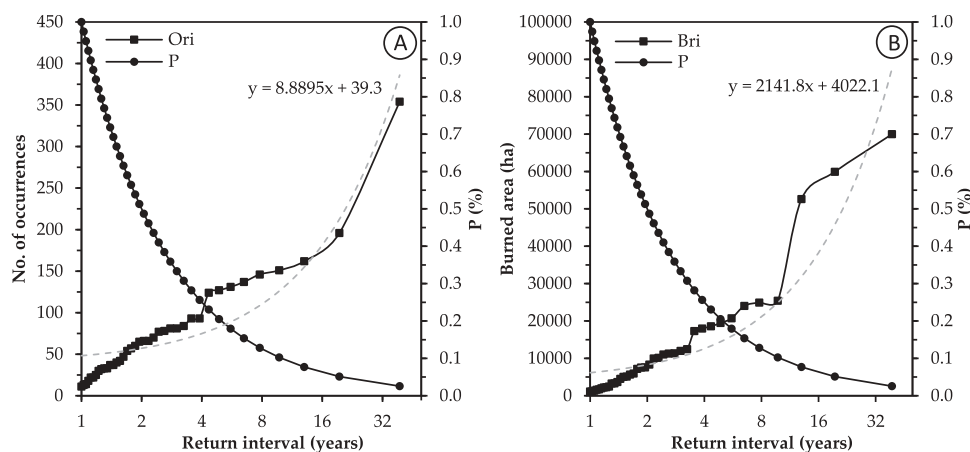 450
400
350
300
250
200
150
100
50
0
No. of occurrences
Ori
P
A
y = 8.8895x + 39.3
1.0
0.9
0.8
0.7
0.6
0.5
0.4
0.3
0.2
0.1
0.0
P (%)
1 2 4 8 16 32
Return interval (years)
100000
90000
80000
70000
60000
50000
40000
30000
20000
10000
0
Burned area (ha)
Bri
P
B
y = 2141.8x + 4022.1
1.0
0.9
0.8
0.7
0.6
0.5
0.4
0.3
0.2
0.1
0.0
P (%)
1 2 4 8 16 32
Return interval (years)